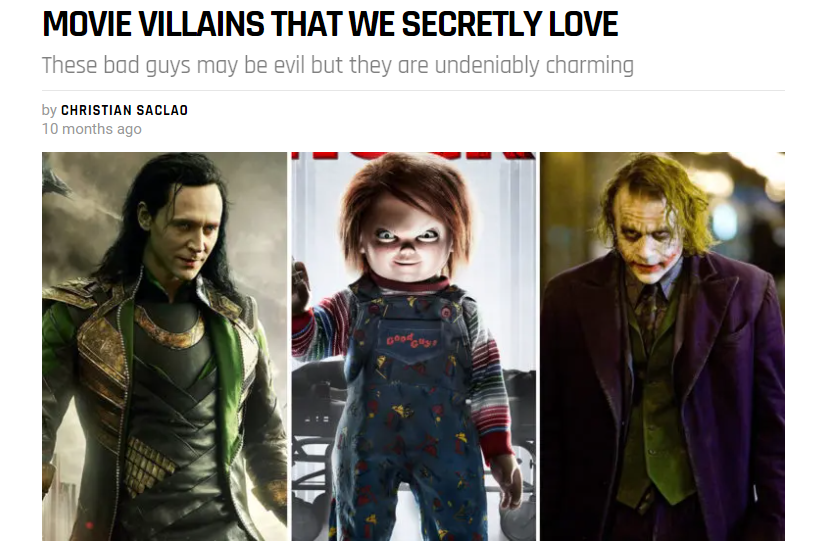 MOVIE VILLAINS THAT WE SECRETLY LOVE
These bad guys may be evil but they are undeniably charming
by CHRISTIAN SACLAO
10 months ago
Good Guys